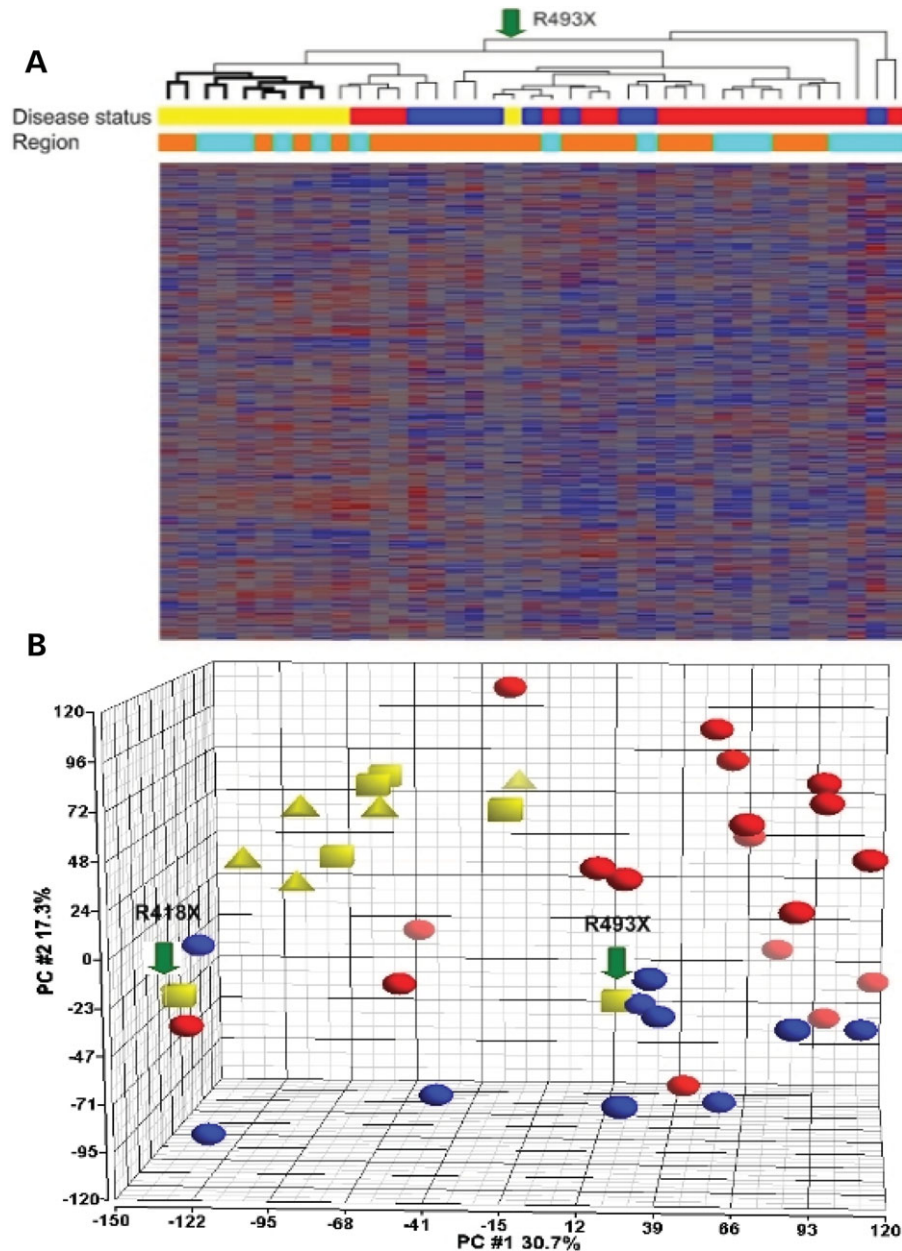 R493X
A
Disease status
Region
B
120
96
72
48
24
0
-23
-47
-71
-95
-120
PC #2 17.3%
R418X
R493X
-150 -122 -95 -68 -41 -15 12 39 66 93 120
PC #1 30.7%